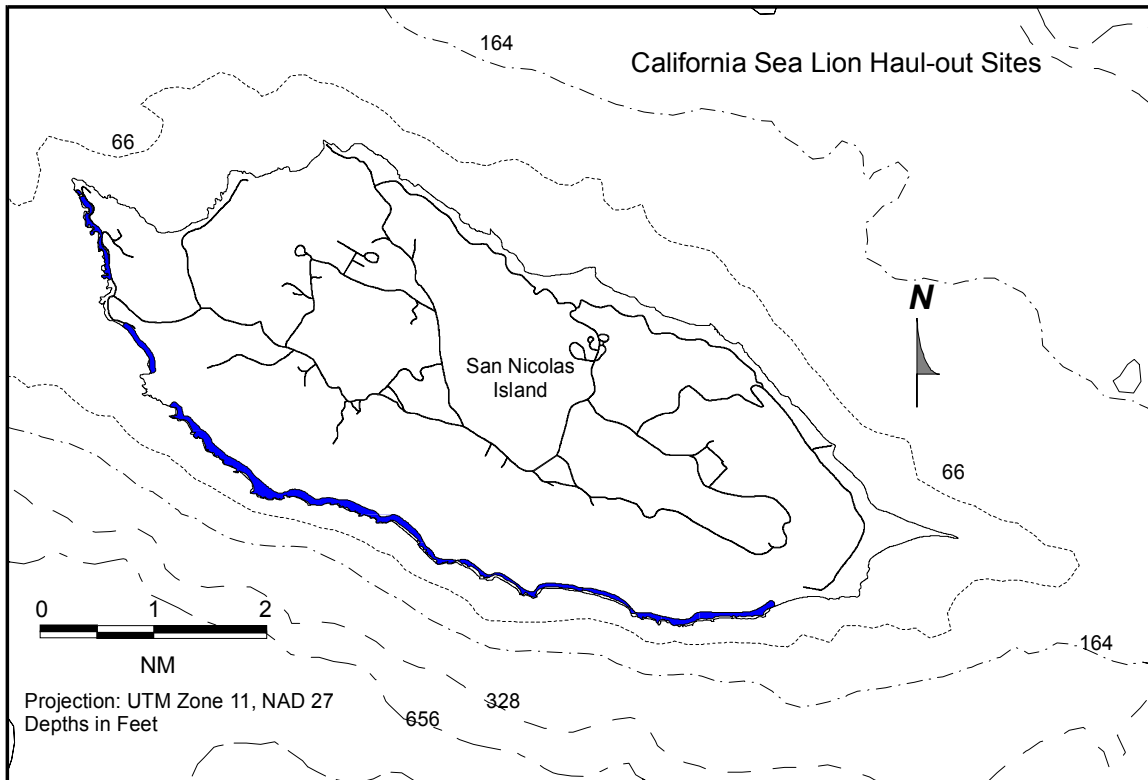 164
California Sea Lion Haul-out Sites
66
N
San Nicolas
Island
66
0 1 2
NM
164
Projection: UTM Zone 11, NAD 27
328
Depths in Feet
656